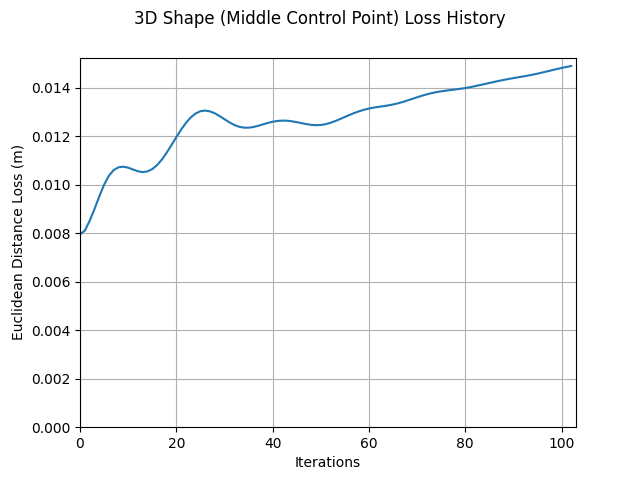 3D Shape (Middle Control Point) Loss History
Euclidean Distance Loss (m)
0.014
0.012
0.010
0.008
0.006
0.004
0.002
0.000
0 20 40 60 80 100
Iterations